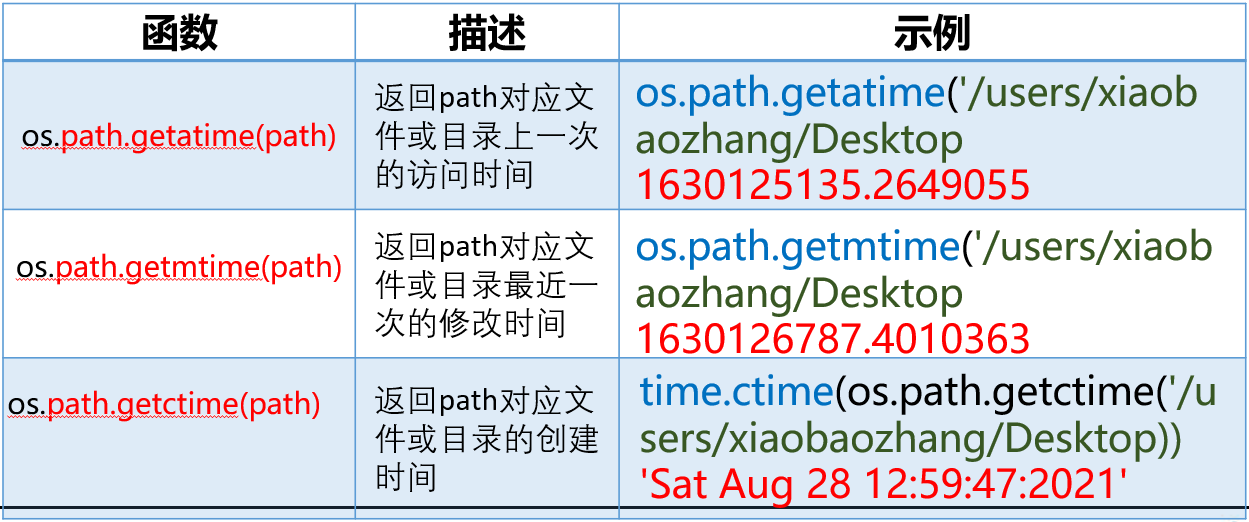 函数 描述 示例
os.path.getatime(path)
返回path对应文
件或目录上一次
的访问时间
os.path.getatime('/users/xiaob
aozhang/Desktop
1630125135.2649055
os.path.getmtime(path)
返回path对应文
件或目录最近一
次的修改时间
os.path.getmtime('/users/xiaob
aozhang/Desktop
1630126787.4010363
os.path.getctime(path)
返回path对应文
件或目录的创建
时间
time.ctime(os.path.getctime('/u
sers/xiaobaozhang/Desktop))
'Sat Aug 28 12:59:47:2021'